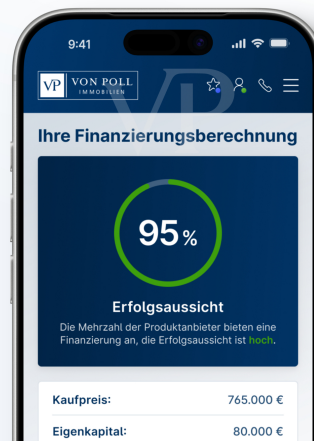 9:41
VP VON POLL
IMMOBILIEN
VP
Ihre Finanzierungsberechnung
95 %
Erfolgsaussicht
Die Mehrzahl der Produktanbieter bieten eine
Finanzierung an, die Erfolgsaussicht ist hoch.
Kaufpreis: 765.000 €
Eigenkapital: 80.000 €